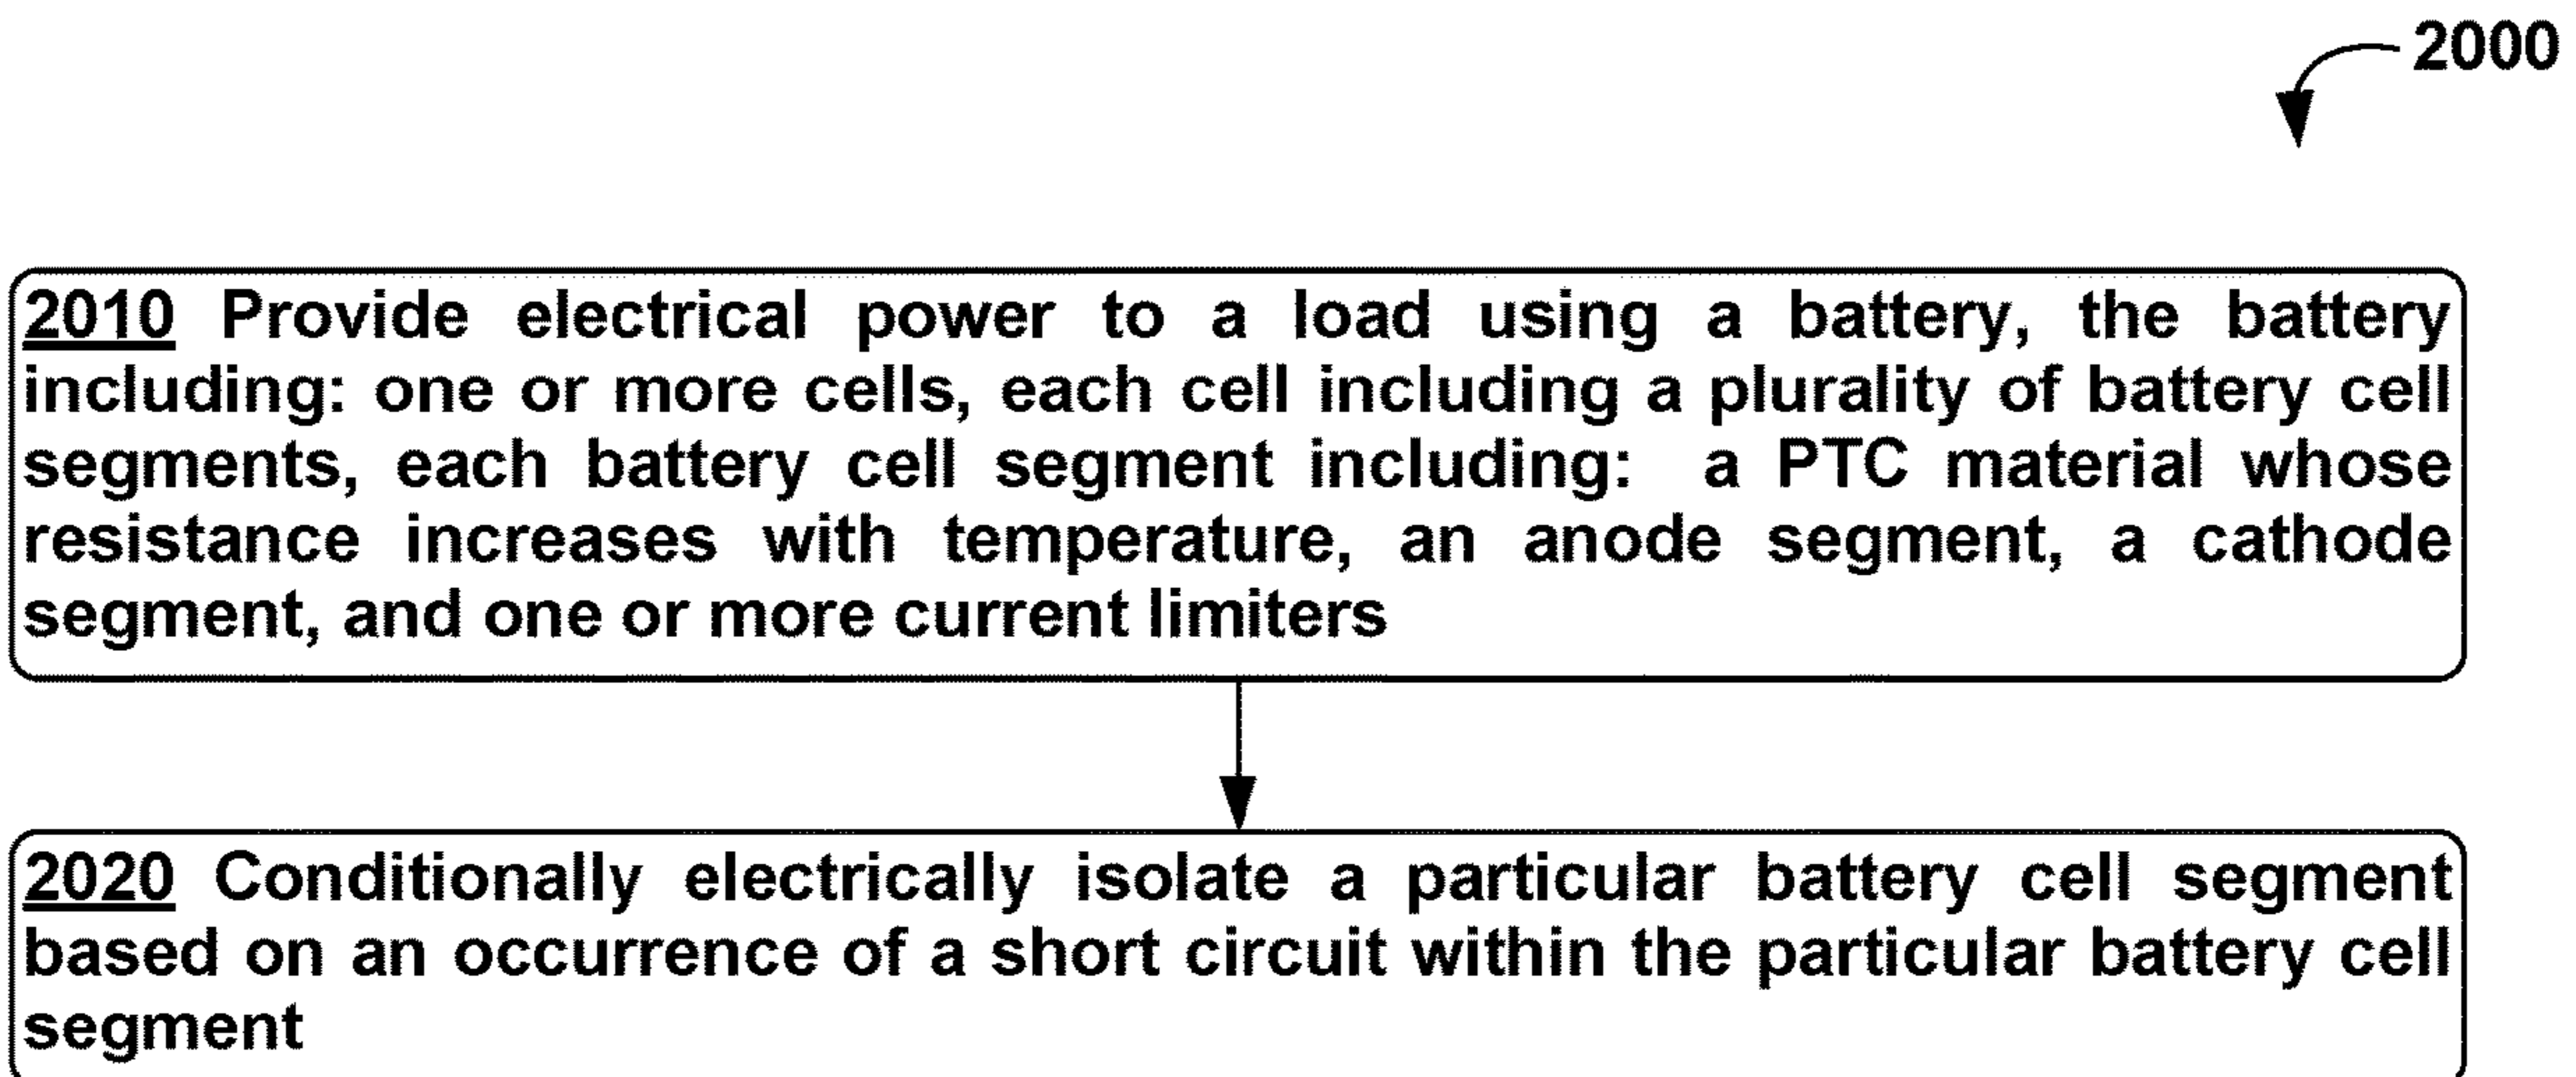 2000
2010 Provide electrical power to a load using a battery, the battery
including: one or more cells, each cell including a plurality of battery cell
segments, each battery cell segment including: a PTC material whose
resistance increases with temperature, an anode segment, a cathode
segment, and one or more current limiters
2020 Conditionally electrically isolate a particular battery cell segment
based on an occurrence of a short circuit within the particular battery cell
segment